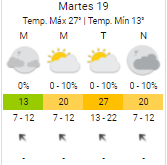 Martes 19
Temp. Máx 27° | Temp. Mín 13°
M M T N
0% 0 - 10% 0 - 10% 0 - 10%
13 20 27 20
7 - 12 7 - 12 13 - 22 7 - 12
- - - -